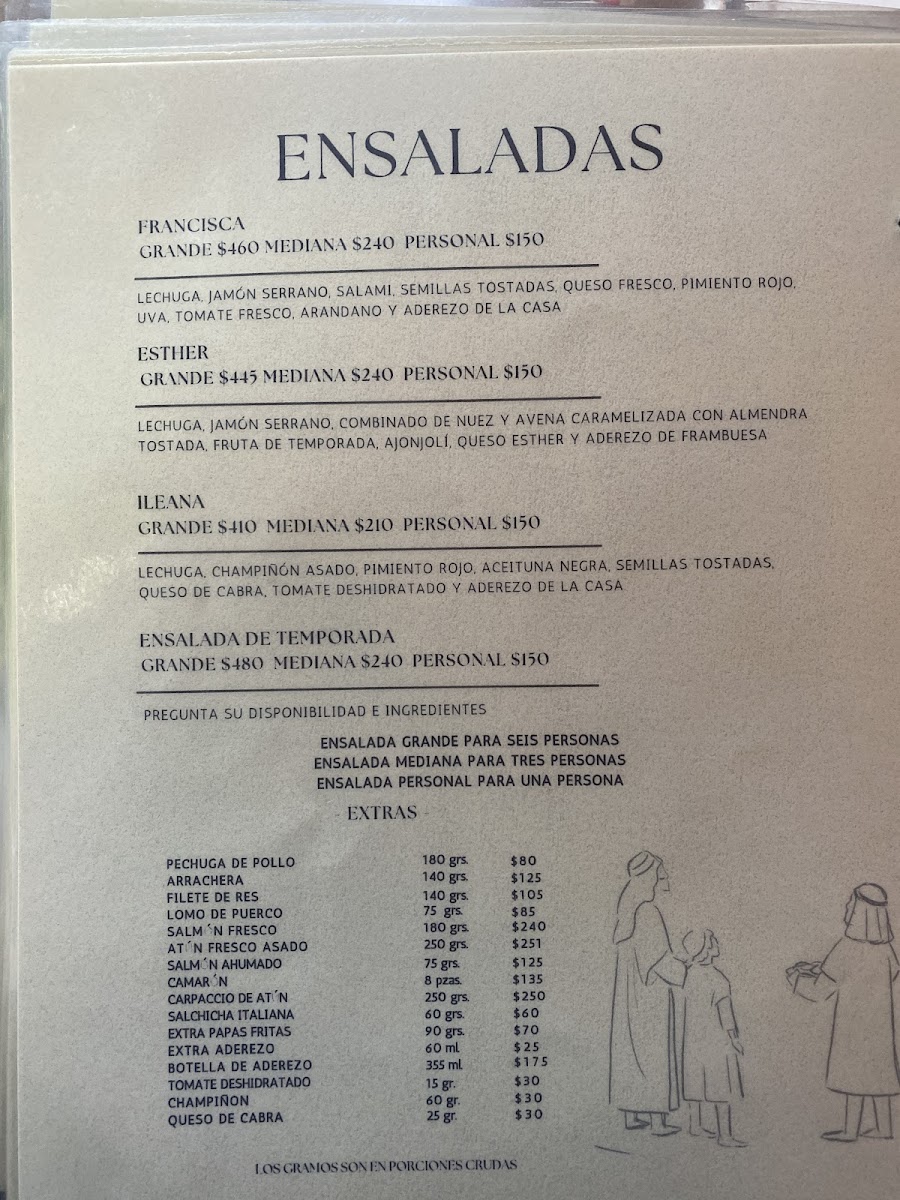 ENSALADAS
FRANCISCA
GRANDE $460 MEDIANA $240 PERSONAL $150
LECHUGA, JAMÓN SERRANO, SALAMI, SEMILLAS TOSTADAS, QUESO FRESCO, PIMIENTO ROJO,
UVA, TOMATE FRESCO, ARANDANO Y ADEREZO DE LA CASA
ESTHER
GRANDE $445 MEDIANA $240 PERSONAL $150
LECHUGA, JAMÓN SERRANO, COMBINADO DE NUEZ Y AVENA CARAMELIZADA CON ALMENDRA
TOSTADA, FRUTA DE TEMPORADA, AJONJOLÍ, QUESO ESTHER Y ADEREZO DE FRAMBUESA
ILEANA
GRANDE $410 MEDIANA $210 PERSONAL $150
LECHUGA, CHAMPIÑÓN ASADO, PIMIENTO ROJO, ACEITUNA NEGRA, SEMILLAS TOSTADAS,
QUESO DE CABRA, TOMATE DESHIDRATADO Y ADEREZO DE LA CASA
ENSALADA DE TEMPORADA
GRANDE $480 MEDIANA $240 PERSONAL $150
PREGUNTA SU DISPONIBILIDAD E INGREDIENTES
ENSALADA GRANDE PARA SEIS PERSONAS
ENSALADA MEDIANA PARA TRES PERSONAS
ENSALADA PERSONAL PARA UNA PERSONA
- EXTRAS -
PECHUGA DE POLLO 180 grs. $80
ARRACHERA 140 grs. $125
FILETE DE RES 140 grs. $105
LOMO DE PUERCO 75 grs. $85
SALM´N FRESCO 180 grs. $240
AT´N FRESCO ASADO 250 grs. $251
SALM´N AHUMADO 75 grs. $125
CAMAR´N 8 pzas. $135
CARPACCIO DE AT´N 250 grs. $250
SALCHICHA ITALIANA 60 grs. $60
EXTRA PAPAS FRITAS 90 grs. $70
EXTRA ADEREZO 60 ml $25
BOTELLA DE ADEREZO 355 ml $175
TOMATE DESHIDRATADO 15 gr. $30
CHAMPIÑON 60 gr. $30
QUESO DE CABRA 25 gr. $30
LOS GRAMOS SON EN PORCIONES CRUDAS